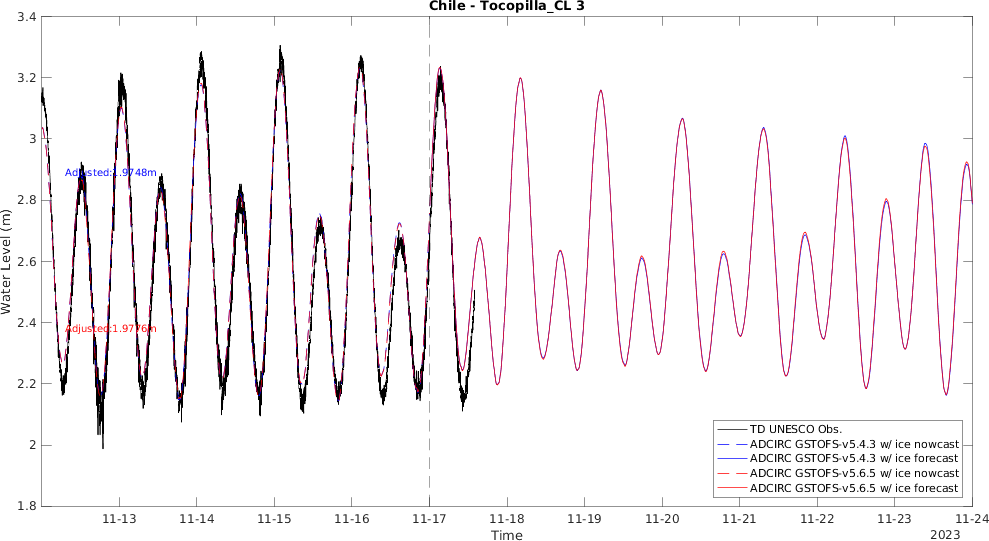 Chile - Tocopilla_CL 3
3.4
3.2
3
2.8
2.6
2.4
2.2
2
1.8
Water Level (m)
Adjusted:1.9748m
Adjusted:1.9776m
TD UNESCO Obs.
ADCIRC GSTOFS-v5.4.3 w/ ice nowcast
ADCIRC GSTOFS-v5.4.3 w/ ice forecast
ADCIRC GSTOFS-v5.6.5 w/ ice nowcast
ADCIRC GSTOFS-v5.6.5 w/ ice forecast
11-13 11-14 11-15 11-16 11-17 11-18 11-19 11-20 11-21 11-22 11-23 11-24
Time
2023